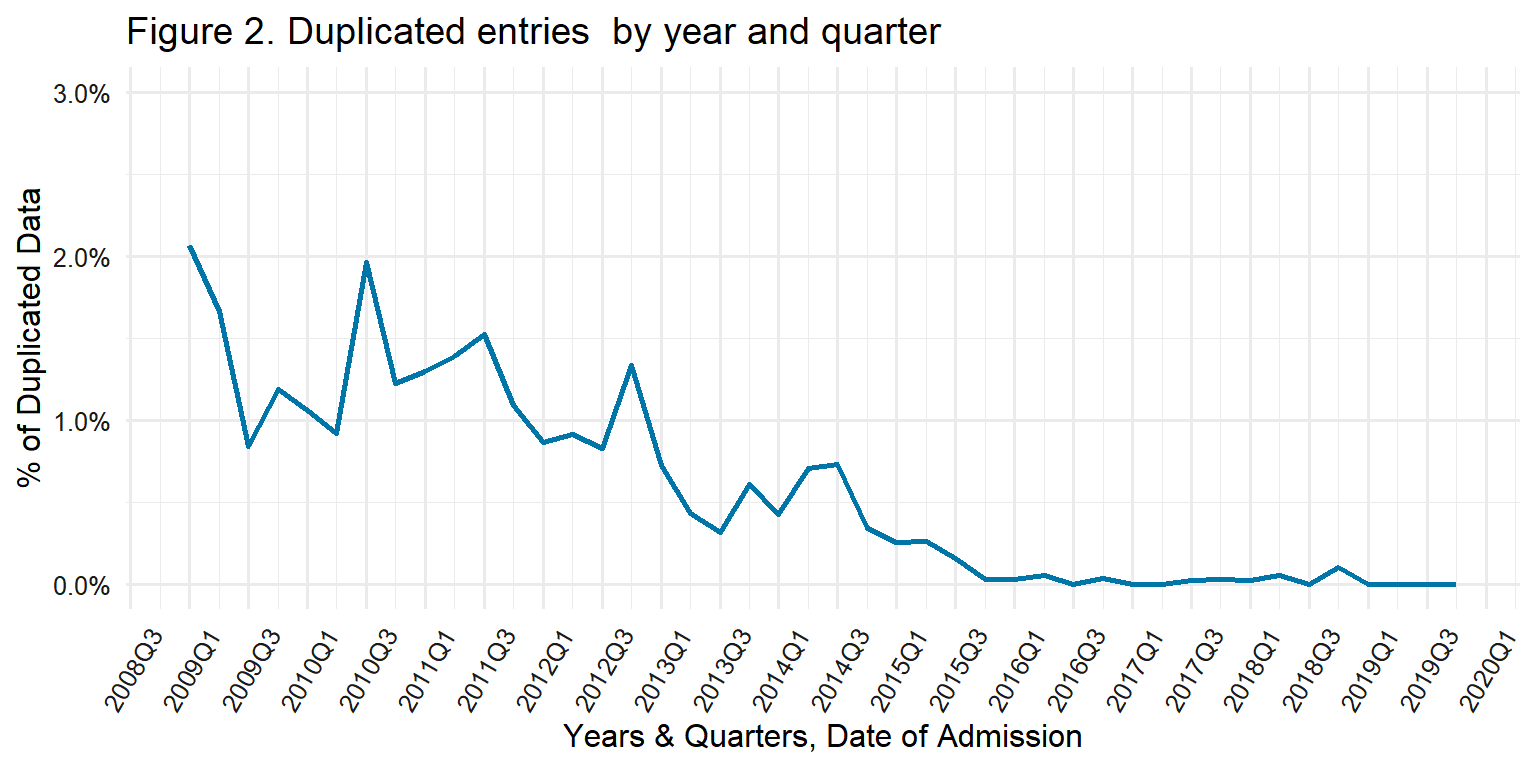 Figure 2. Duplicated entries  by year and quarter
% of Duplicated Data
3.0%
2.0%
1.0%
0.0%
2008Q3
2009Q1
2009Q3
2010Q1
2010Q3
2011Q1
2011Q3
2012Q1
2012Q3
2013Q1
2013Q3
2014Q1
2015Q1
2015Q3
2016Q1
2016Q3
2017Q1
2017Q3
2018Q1
2018Q3
2019Q1
2019Q3
2020Q1
Years & Quarters, Date of Admission